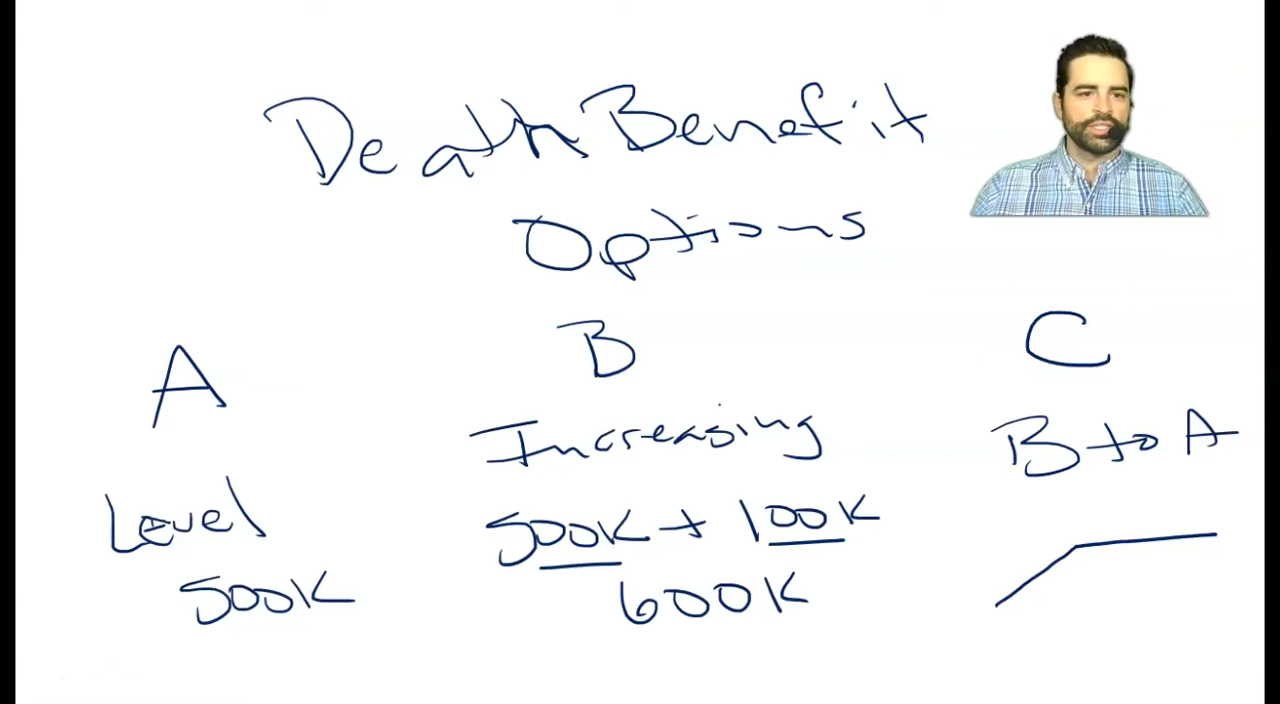 Death Benefit
Options
A
Level
500K
B
Increasing
500K + 100K
600K
C
B to A